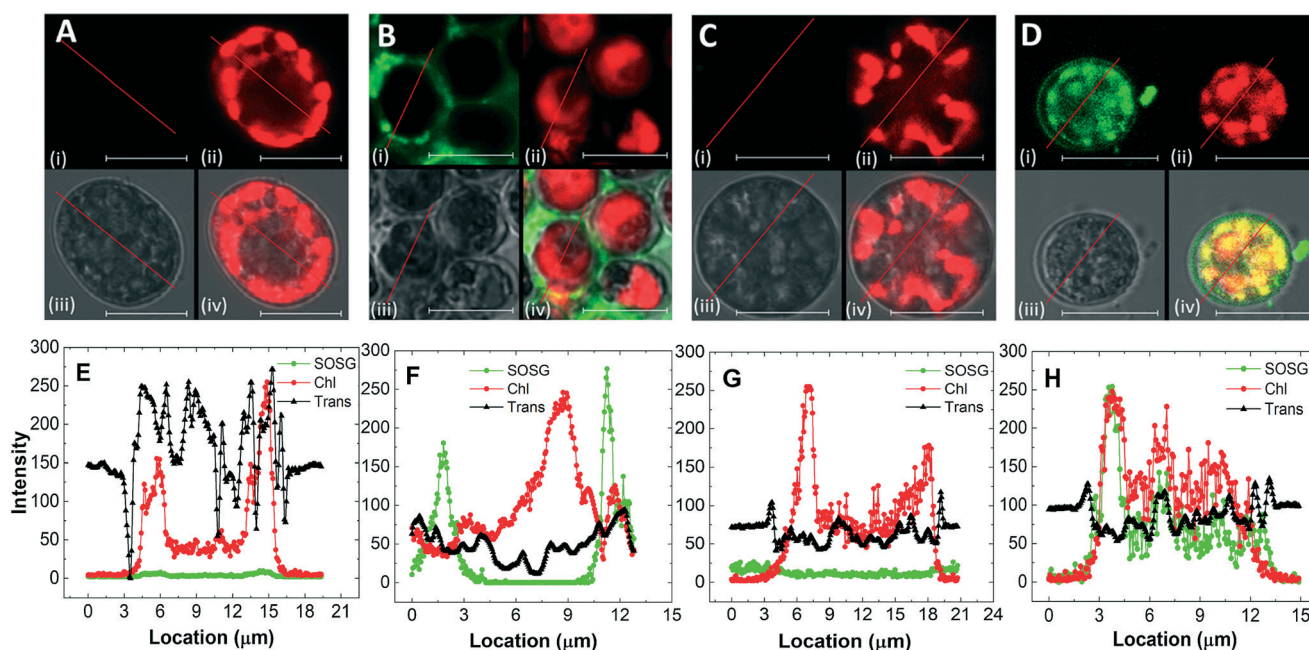 A B C D
(i) (ii) (i) (ii) (i) (ii) (i) (ii)
(iii) (iv) (iii) (iv) (iii) (iv) (iii) (iv)
E SOSG F SOSG G SOSG H SOSG
Chl Chl Chl Chl
Trans Trans Trans Trans
Intensity
300 250 200 150 100 50 0
0 3 6 9 12 15 18 21
Location (μm)
300 250 200 150 100 50 0
0 3 6 9 12 15
Location (μm)
300 250 200 150 100 50 0
0 3 6 9 12 15 18 21 24
Location (μm)
300 250 200 150 100 50 0
0 3 6 9 12 15
Location (μm)